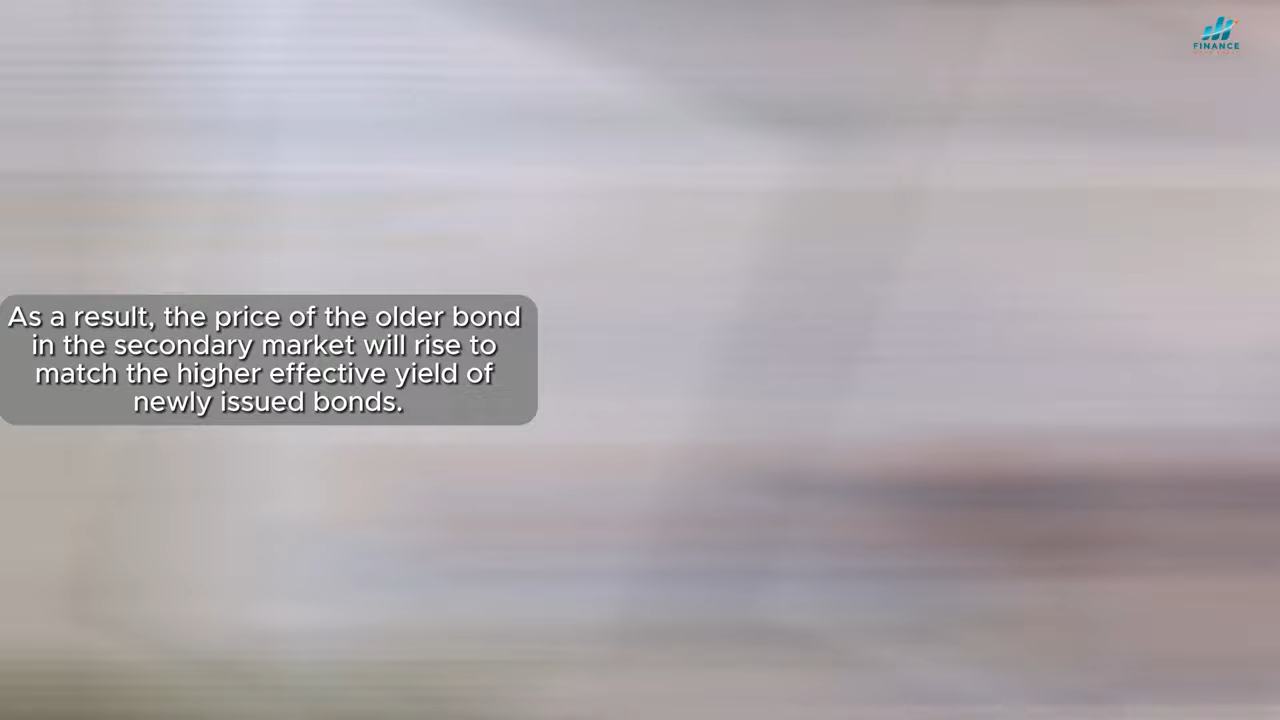 FINANCE
As a result, the price of the older bond
in the secondary market will rise to
match the higher effective yield of
newly issued bonds.